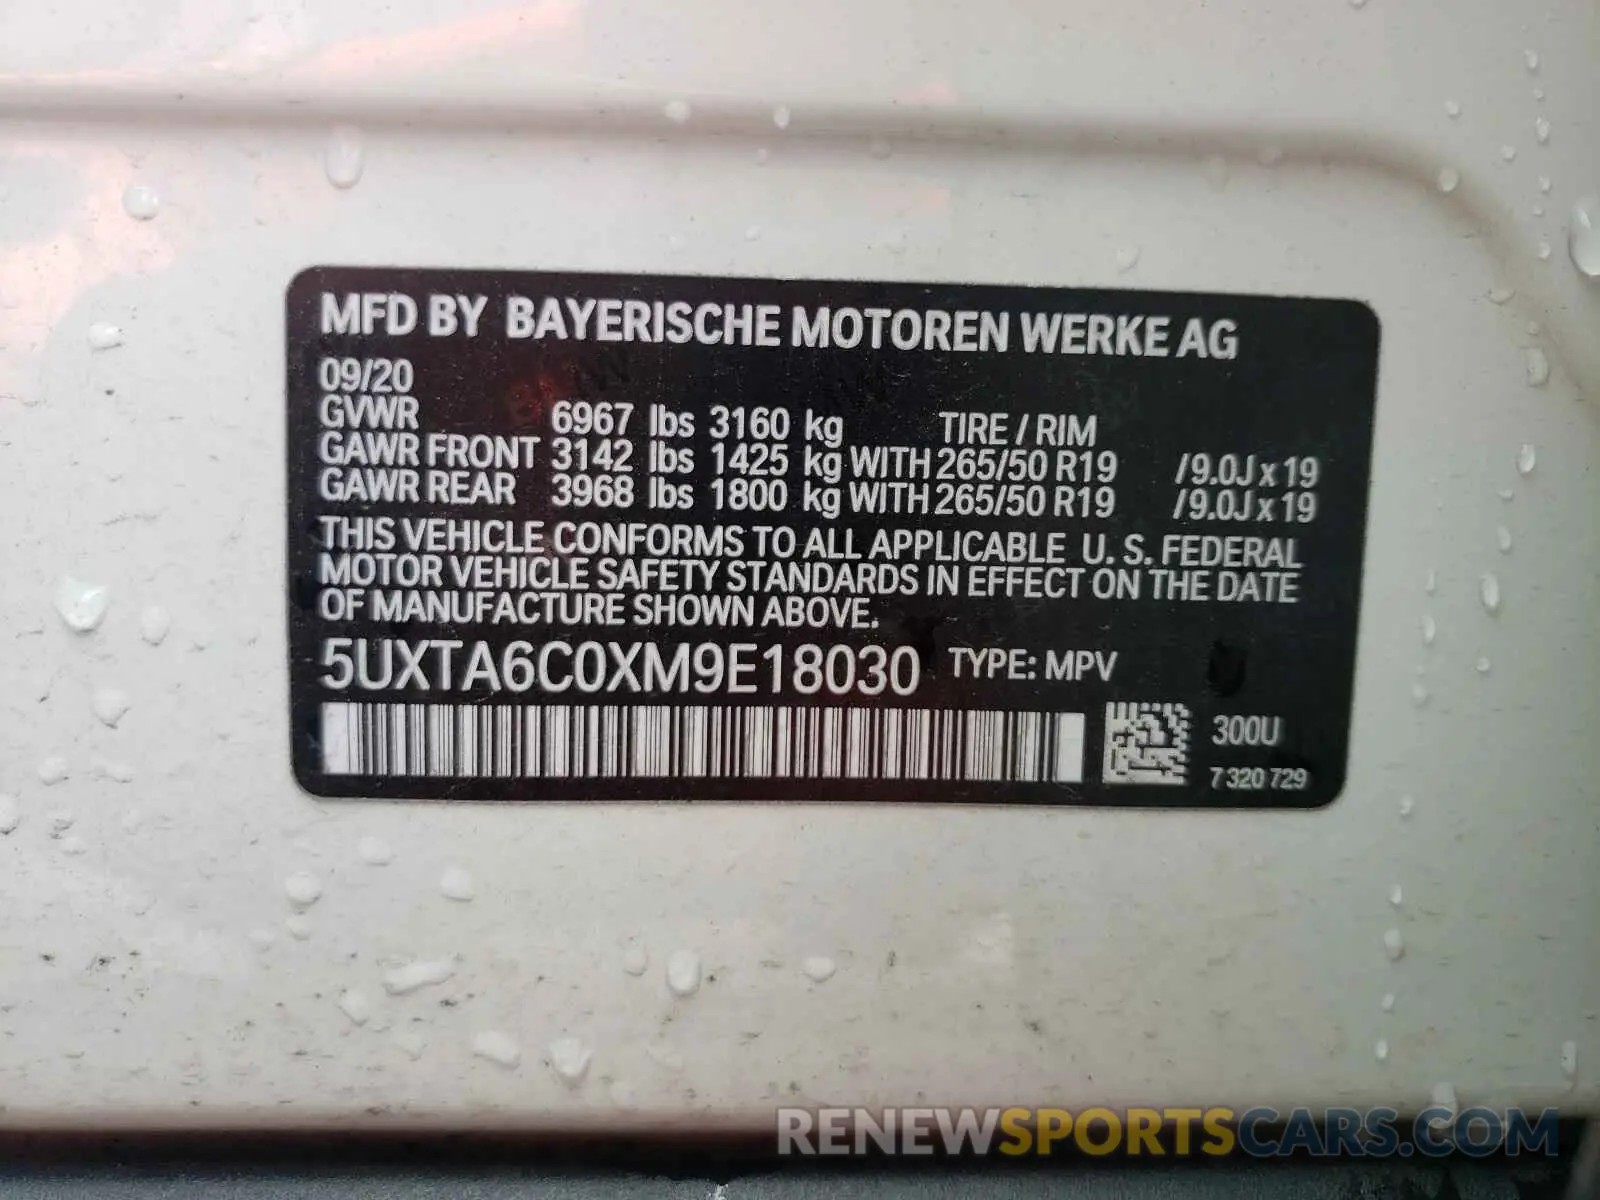 MFD BY BAYERISCHE MOTOREN WERKE AG
09/20
GVWR 6967 lbs 3160 kg TIRE / RIM
GAWR FRONT 3142 lbs 1425 kg WITH 265/50 R19 /9.0J x 19
GAWR REAR 3968 lbs 1800 kg WITH 265/50 R19 /9.0J x 19
THIS VEHICLE CONFORMS TO ALL APPLICABLE U. S. FEDERAL
MOTOR VEHICLE SAFETY STANDARDS IN EFFECT ON THE DATE
OF MANUFACTURE SHOWN ABOVE.
5UXTA6C0XM9E18030 TYPE: MPV
300U
7 320 729
RENEWSPORTSCARS.COM